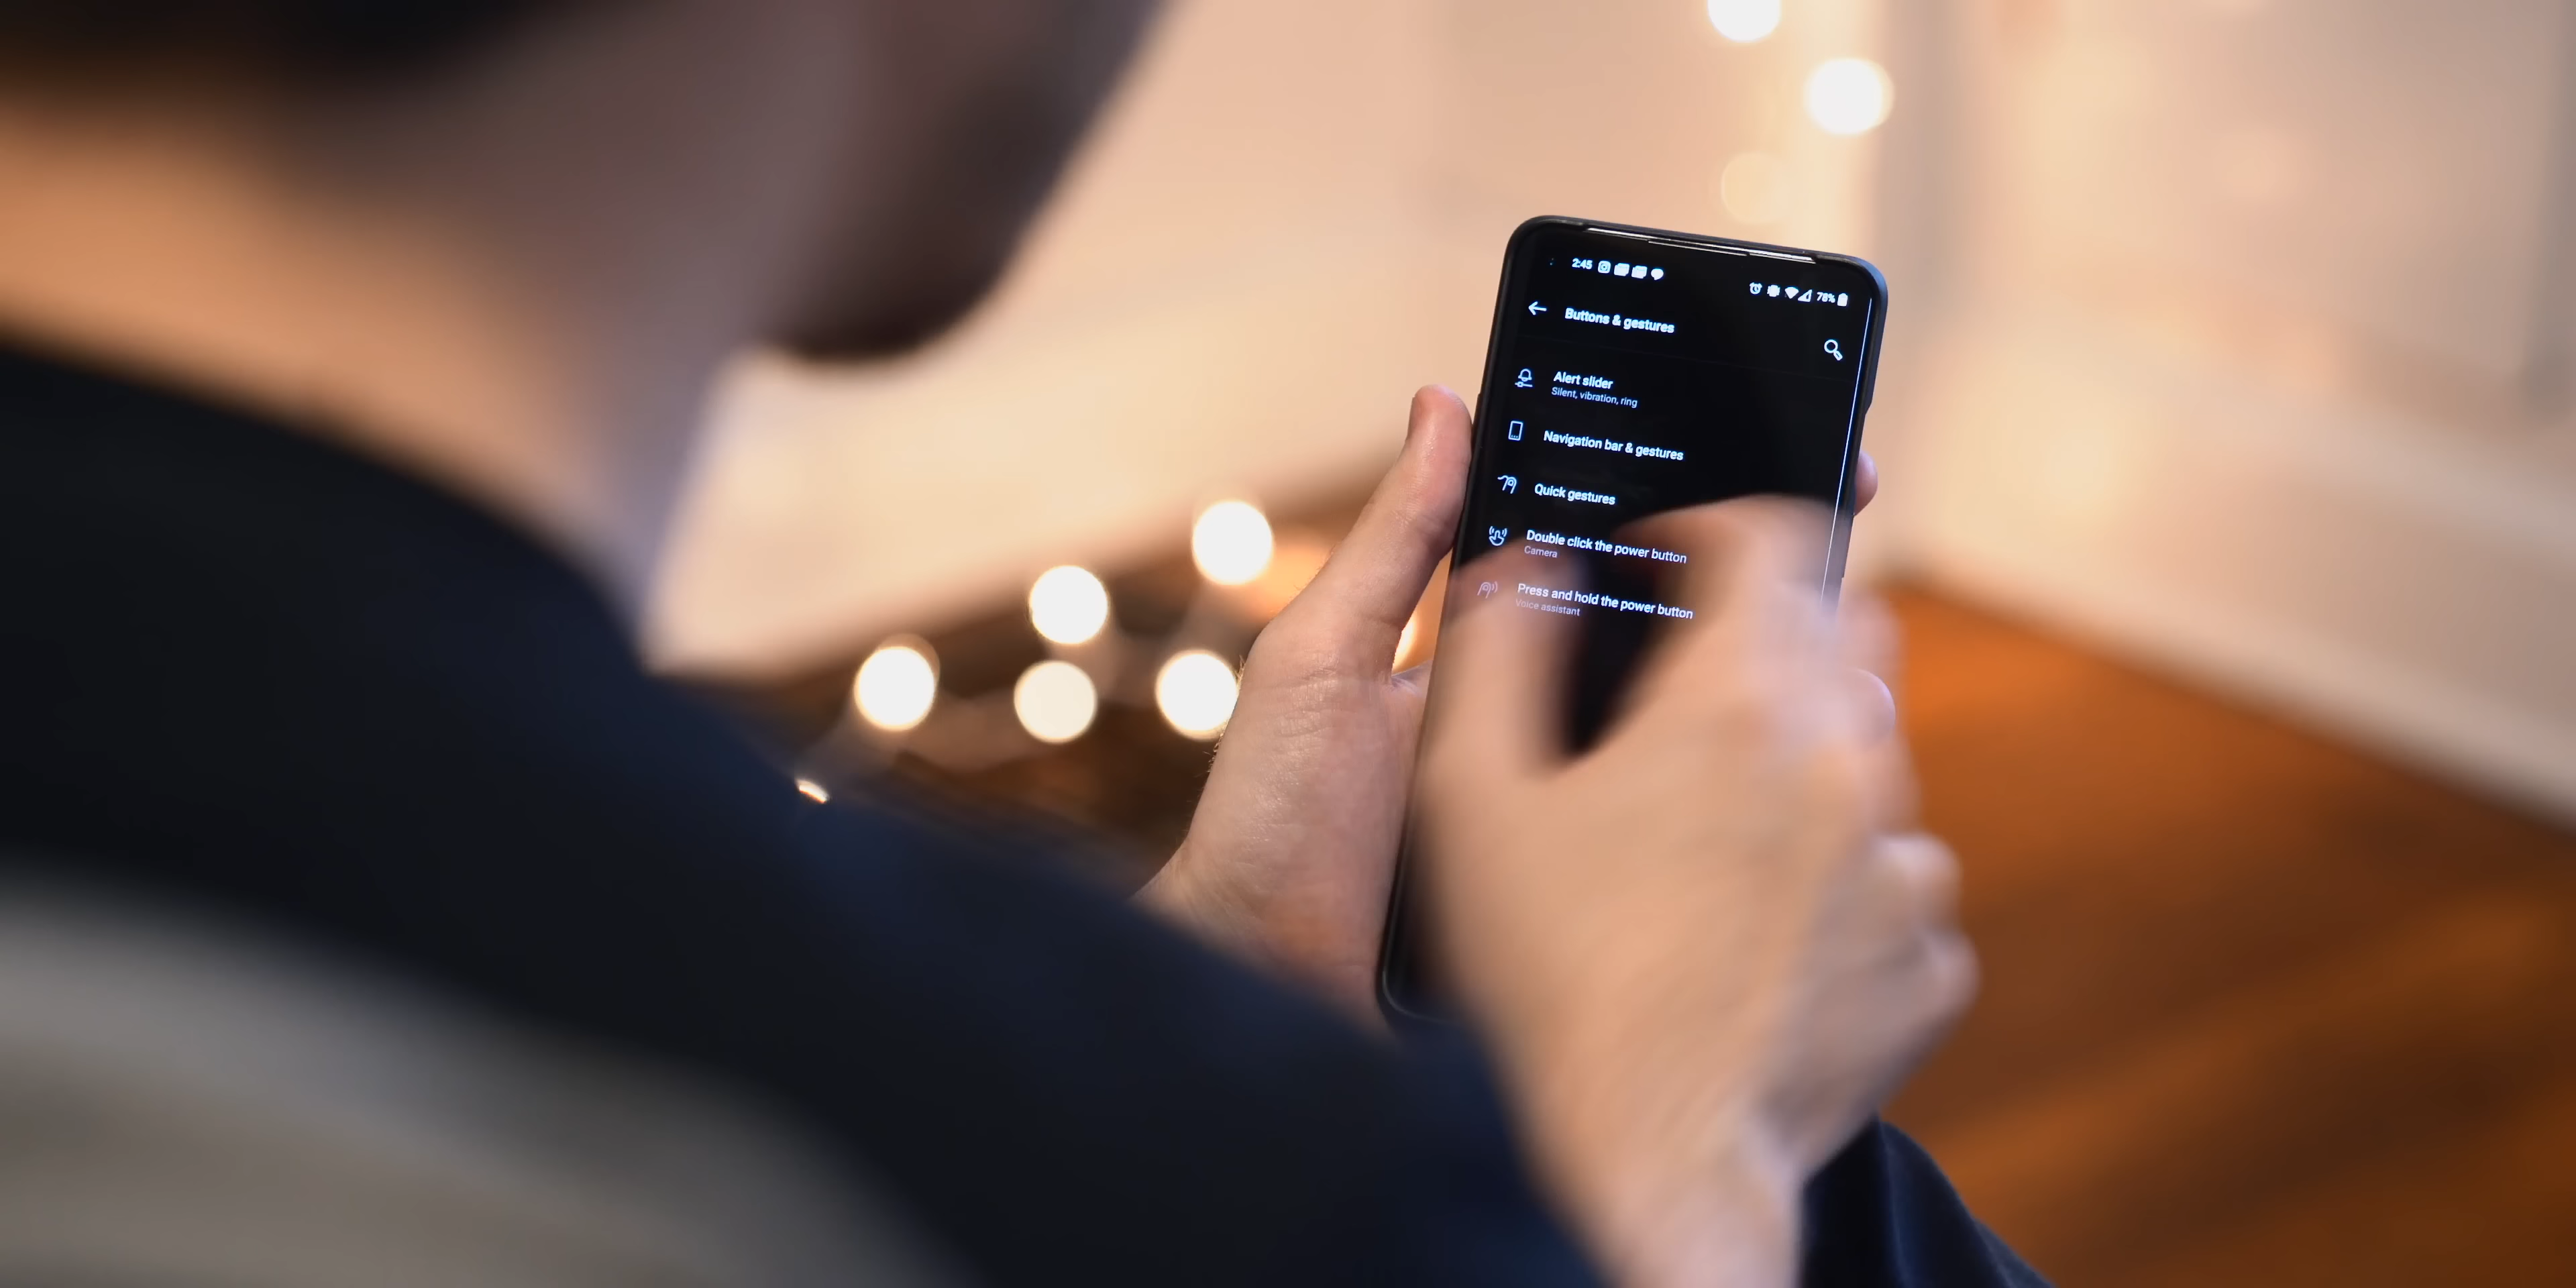 2:45
78%
Buttons & gestures
Alert slider
Silent, vibration, ring
Navigation bar & gestures
Quick gestures
Double click the power button
Camera
Press and hold the power button
Voice assistant